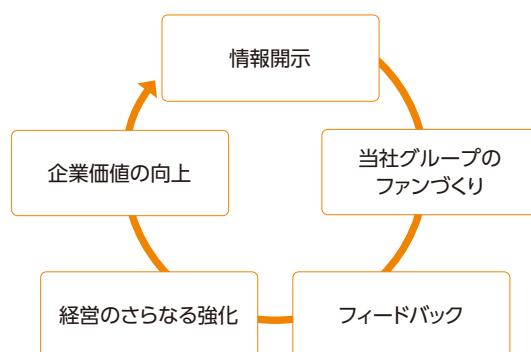 情報開示
当社グループの
ファンづくり
フィードバック
経営のさらなる強化
企業価値の向上